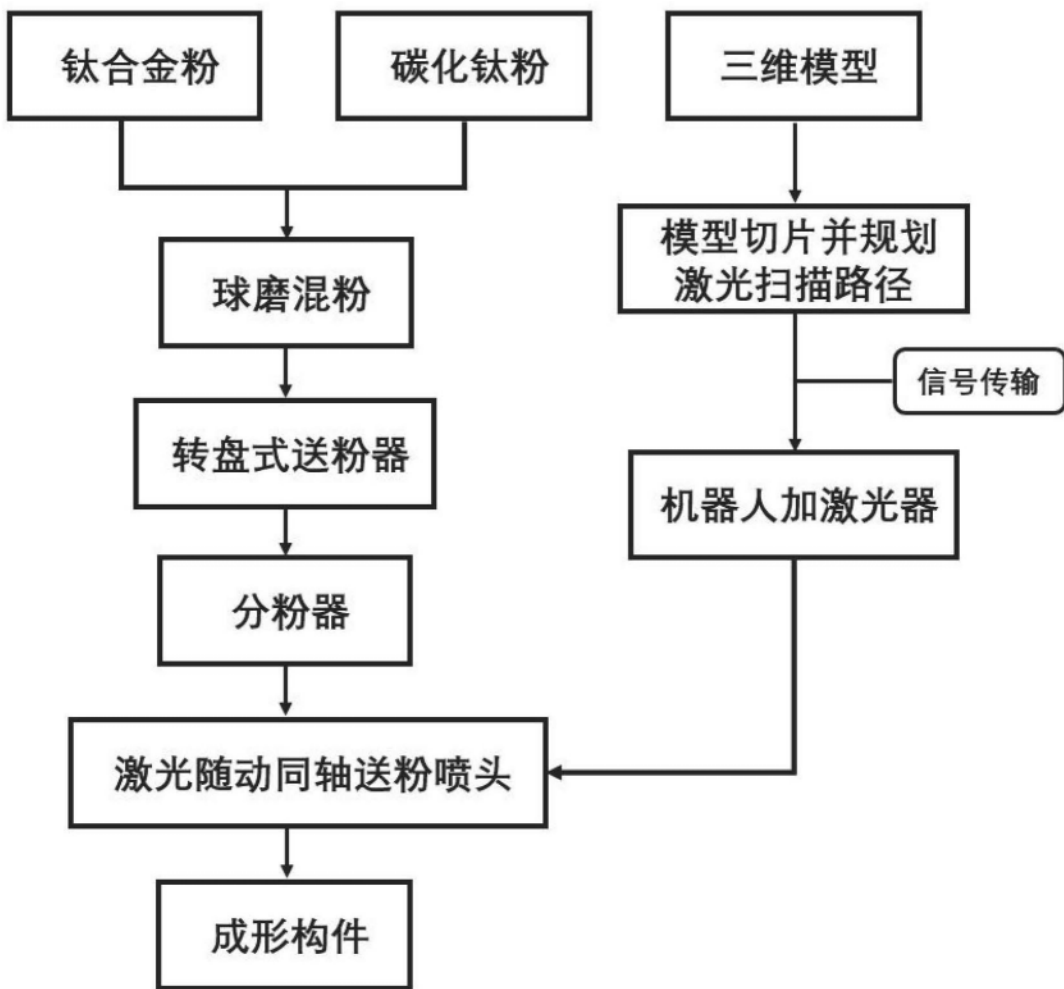 钛合金粉
碳化钛粉
三维模型
球磨混粉
模型切片并规划
激光扫描路径
信号传输
转盘式送粉器
机器人加激光器
分粉器
激光随动同轴送粉喷头
成形构件